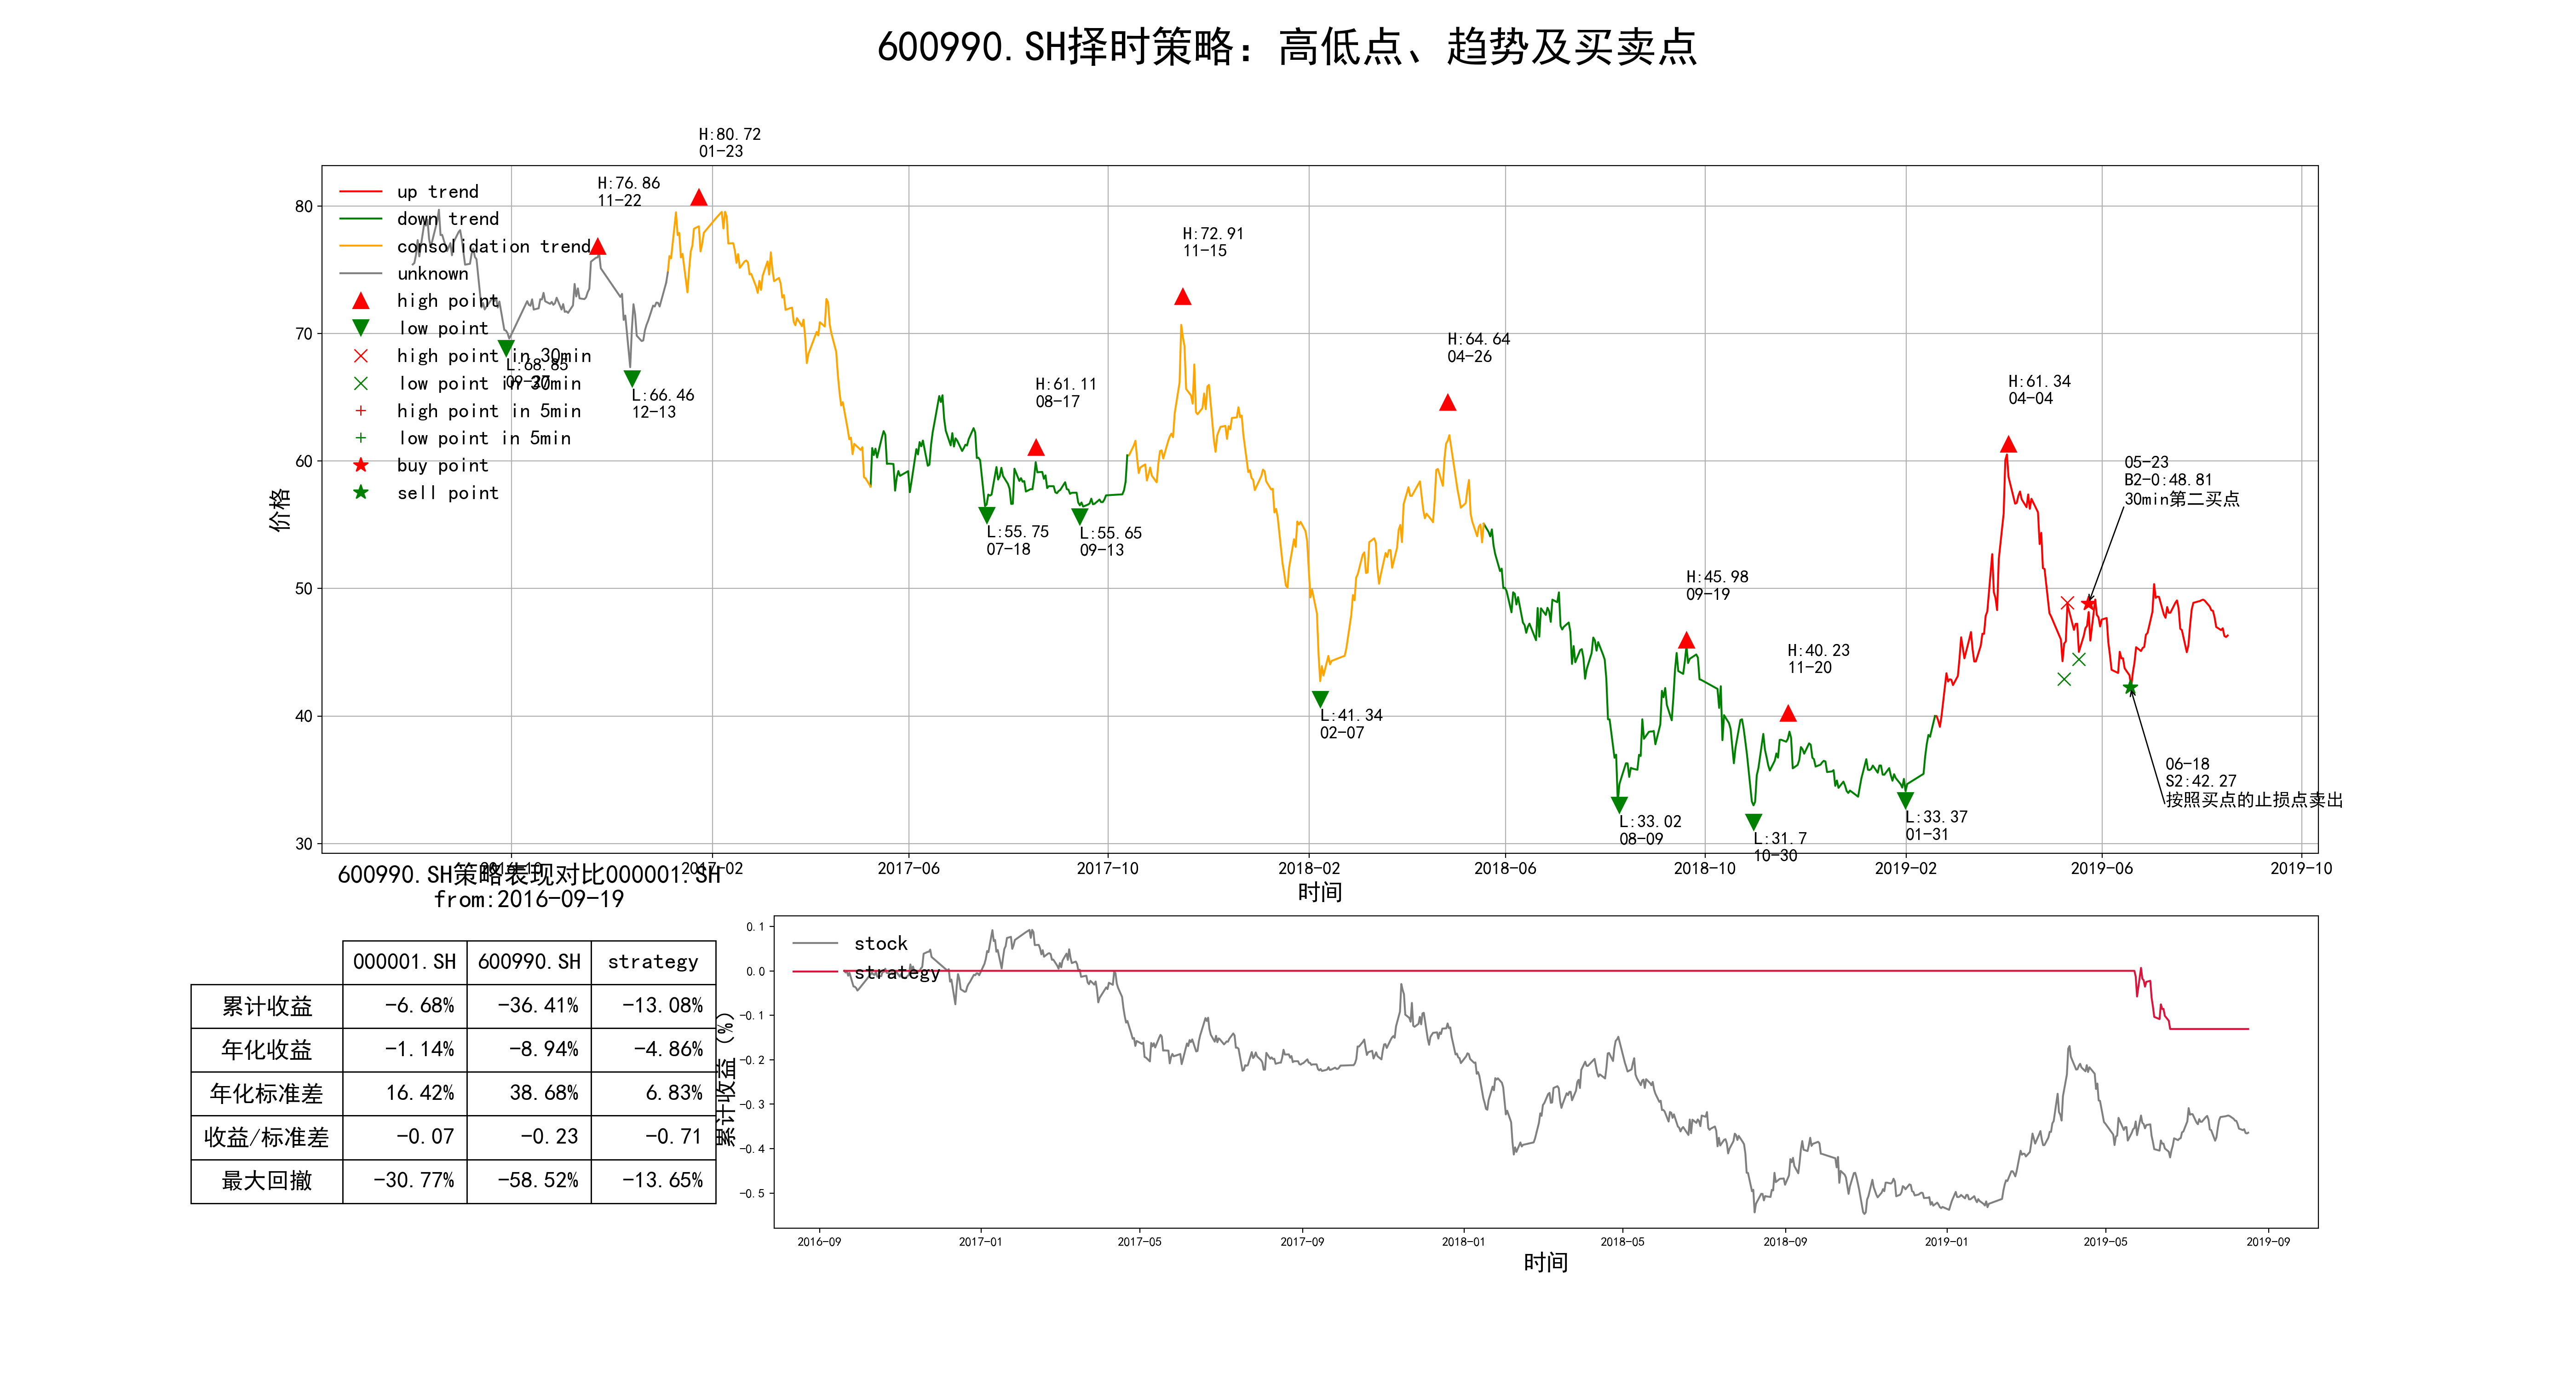 600990.SH择时策略：高低点、趋势及买卖点
H:80.72
01-23
H:76.86
11-22
H:72.91
11-15
H:64.64
04-26
H:61.11
08-17
H:61.34
04-04
05-23
B2-0:48.81
30min第二买点
H:45.98
09-19
H:40.23
11-20
up trend
down trend
consolidation trend
unknown
high point
low point
high point in 30min
low point in 30min
high point in 5min
low point in 5min
buy point
sell point
L:68.85
09-27
L:66.46
12-13
L:55.75
07-18
L:55.65
09-13
L:41.34
02-07
L:33.02
08-09
L:31.7
10-30
L:33.37
01-31
06-18
S2:42.27
按照买点的止损点卖出
价格
80
70
60
50
40
30
2016-10
2017-02
2017-06
2017-10
2018-02
2018-06
2018-10
2019-02
2019-06
2019-10
时间
600990.SH策略表现对比000001.SH
from:2016-09-19
000001.SH 600990.SH strategy
累计收益 -6.68% -36.41% -13.08%
年化收益 -1.14% -8.94% -4.86%
年化标准差 16.42% 38.68% 6.83%
收益/标准差 -0.07 -0.23 -0.71
最大回撤 -30.77% -58.52% -13.65%
累计收益（%）
0.1
0.0
-0.1
-0.2
-0.3
-0.4
-0.5
stock
strategy
2016-09
2017-01
2017-05
2017-09
2018-01
2018-05
2018-09
2019-01
2019-05
2019-09
时间